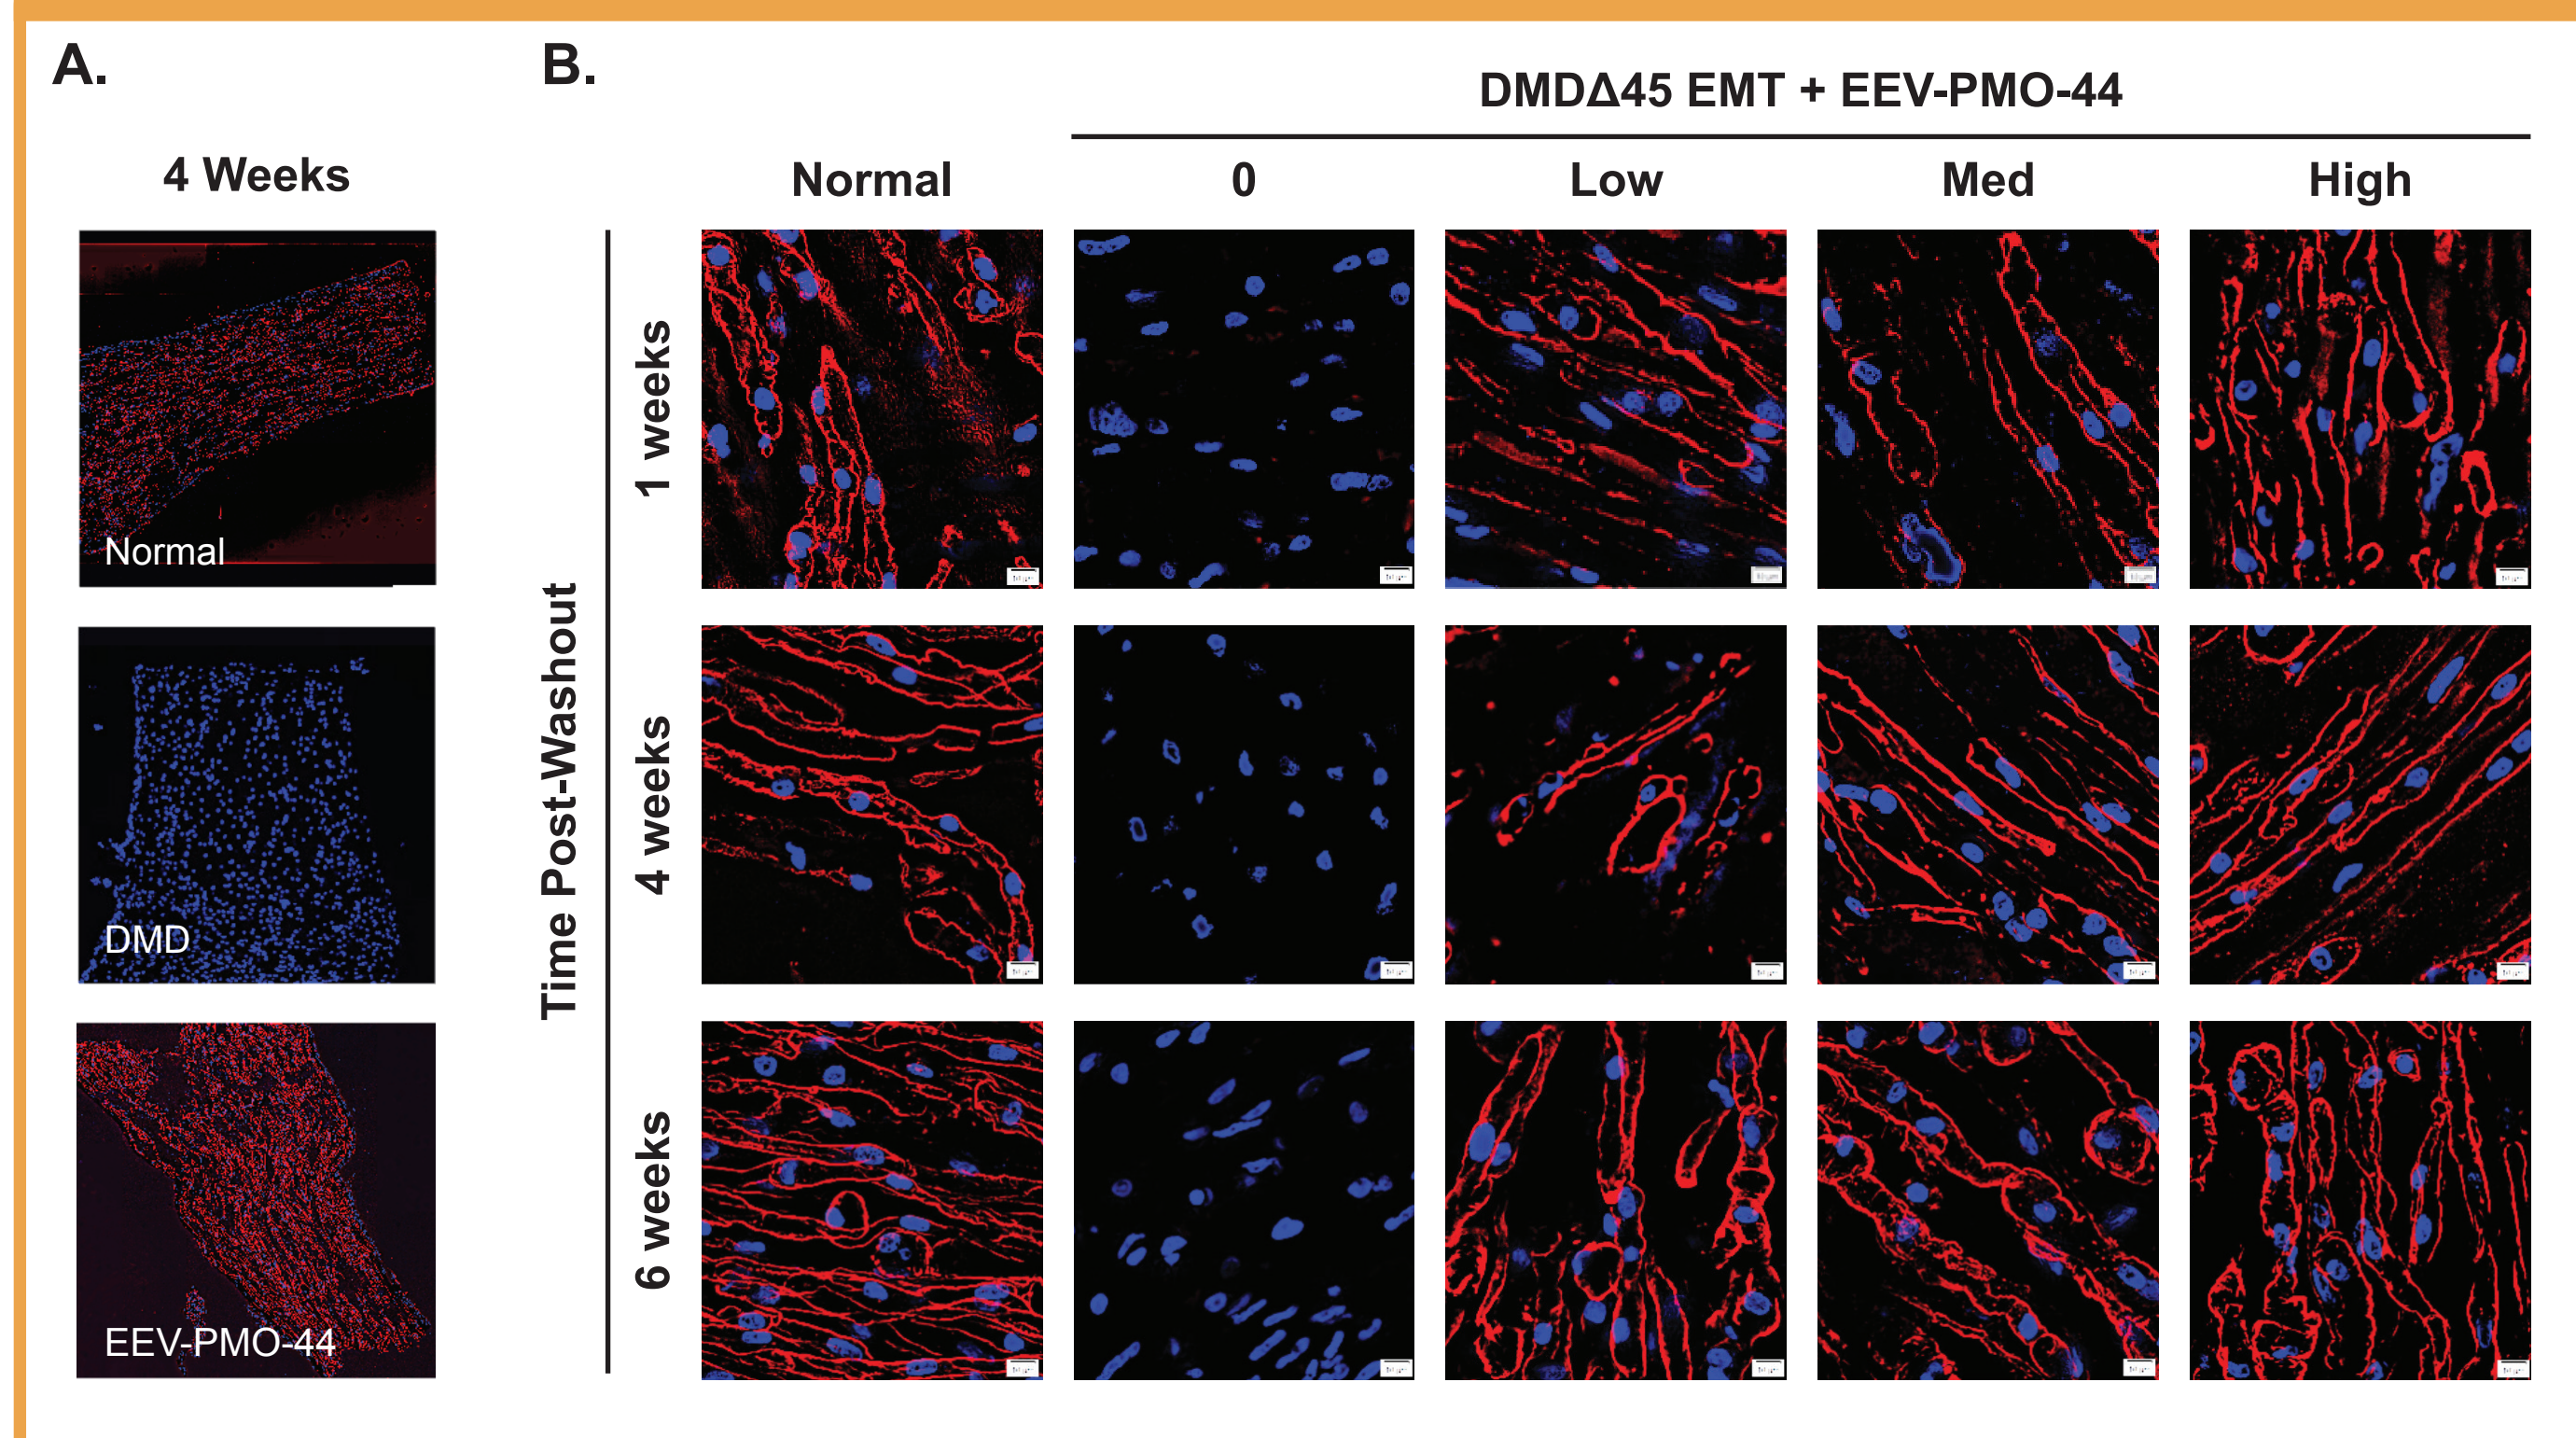 A.
B.
DMDΔ45 EMT + EEV-PMO-44
4 Weeks
Normal
0
Low
Med
High
Normal
DMD
EEV-PMO-44
Time Post-Washout
1 weeks
4 weeks
6 weeks